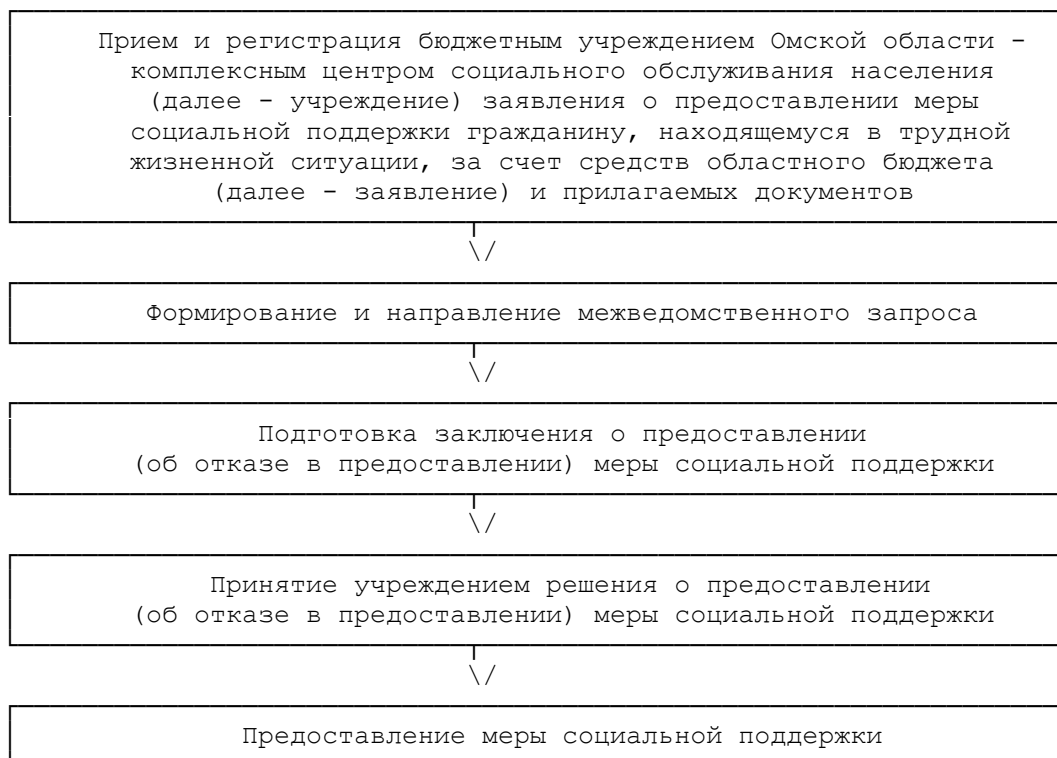 Прием и регистрация бюджетным учреждением Омской области -
комплексным центром социального обслуживания населения
(далее - учреждение) заявления о предоставлении меры
социальной поддержки гражданину, находящемуся в трудной
жизненной ситуации, за счет средств областного бюджета
(далее - заявление) и прилагаемых документов
\/
Формирование и направление межведомственного запроса
\/
Подготовка заключения о предоставлении
(об отказе в предоставлении) меры социальной поддержки
\/
Принятие учреждением решения о предоставлении
(об отказе в предоставлении) меры социальной поддержки
\/
Предоставление меры социальной поддержки